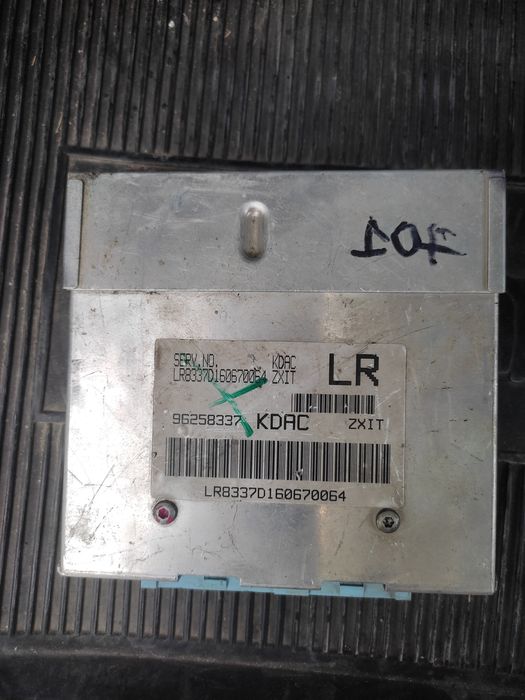 SERV.NO. KDAC
LR8337D160670064 ZXIT
LR
96258337 KDAC ZXIT
LR8337D160670064